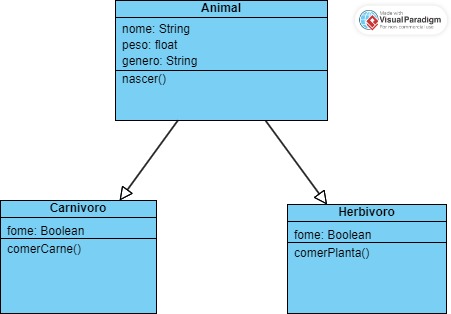 Animal
nome: String
peso: float
genero: String
nascer()
Made with
Visual Paradigm
For non-commercial use
Carnivoro
fome: Boolean
comerCarne()
Herbivoro
fome: Boolean
comerPlanta()